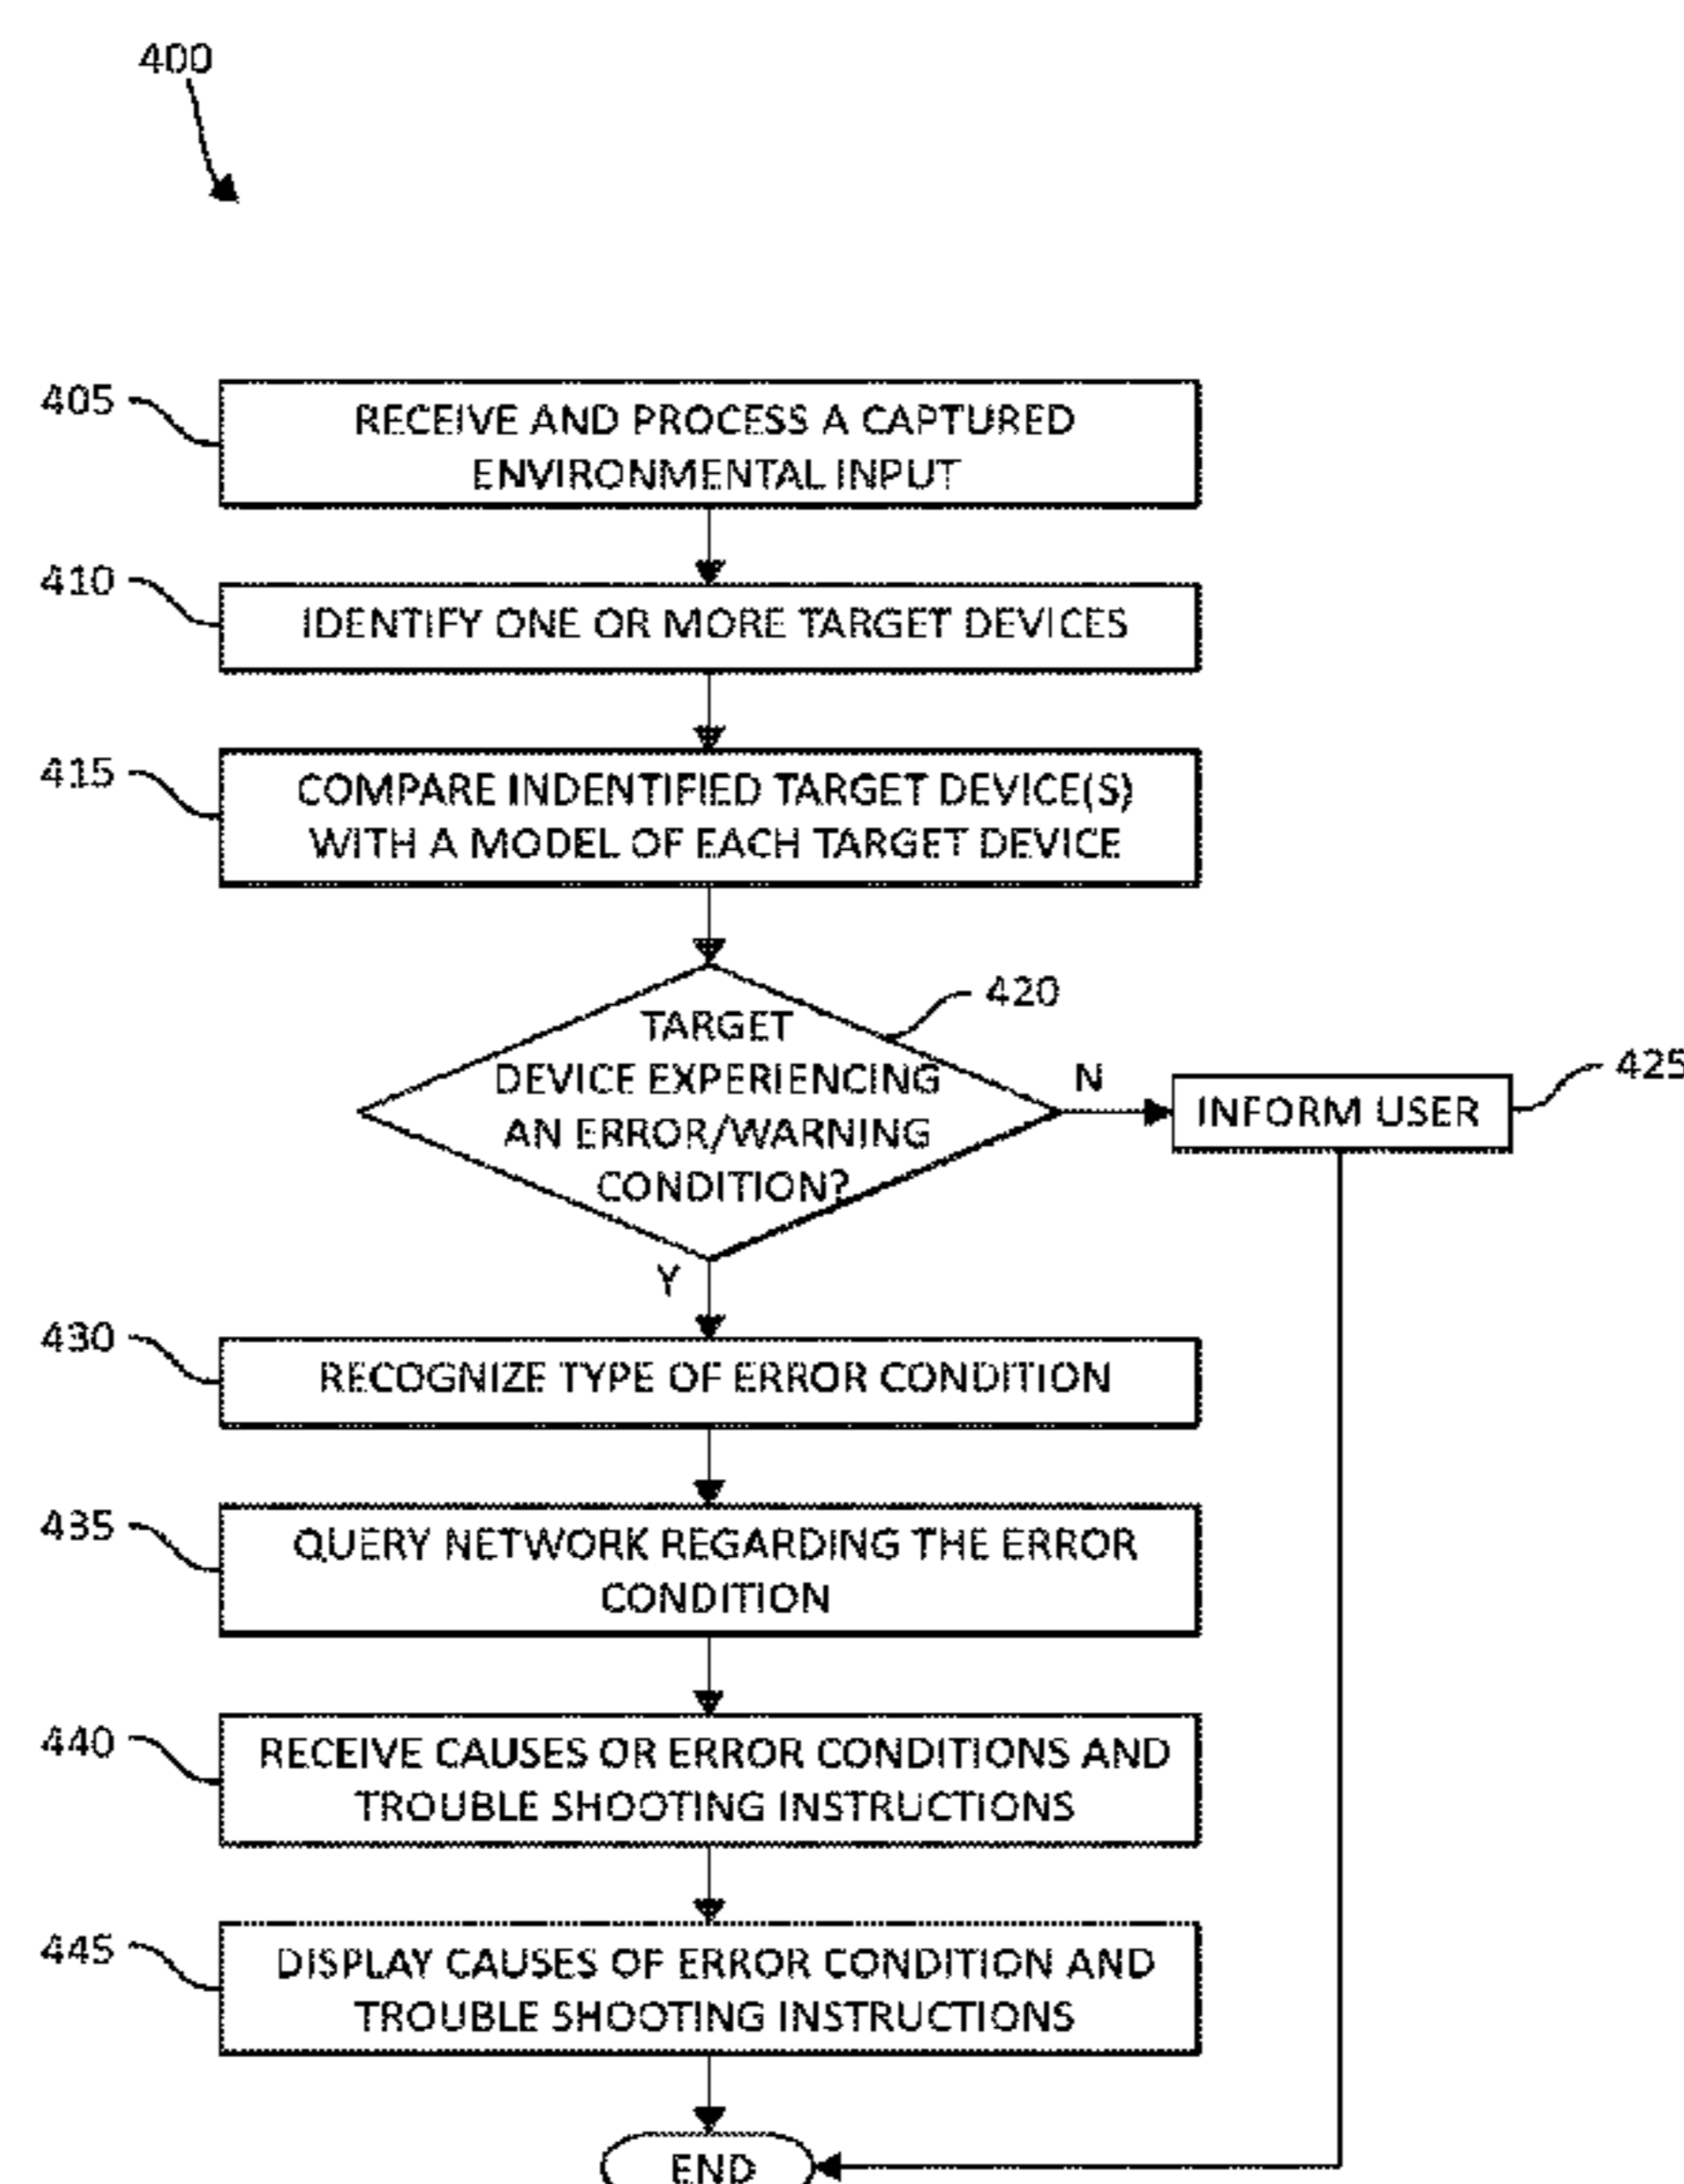 400
405
RECEIVE AND PROCESS A CAPTURED
ENVIRONMENTAL INPUT
410
IDENTIFY ONE OR MORE TARGET DEVICES
415
COMPARE INDENTIFIED TARGET DEVICE(S)
WITH A MODEL OF EACH TARGET DEVICE
420
TARGET
DEVICE EXPERIENCING
AN ERROR/WARNING
CONDITION?
N
INFORM USER
425
Y
430
RECOGNIZE TYPE OF ERROR CONDITION
435
QUERY NETWORK REGARDING THE ERROR
CONDITION
440
RECEIVE CAUSES OR ERROR CONDITIONS AND
TROUBLE SHOOTING INSTRUCTIONS
445
DISPLAY CAUSES OF ERROR CONDITION AND
TROUBLE SHOOTING INSTRUCTIONS
END